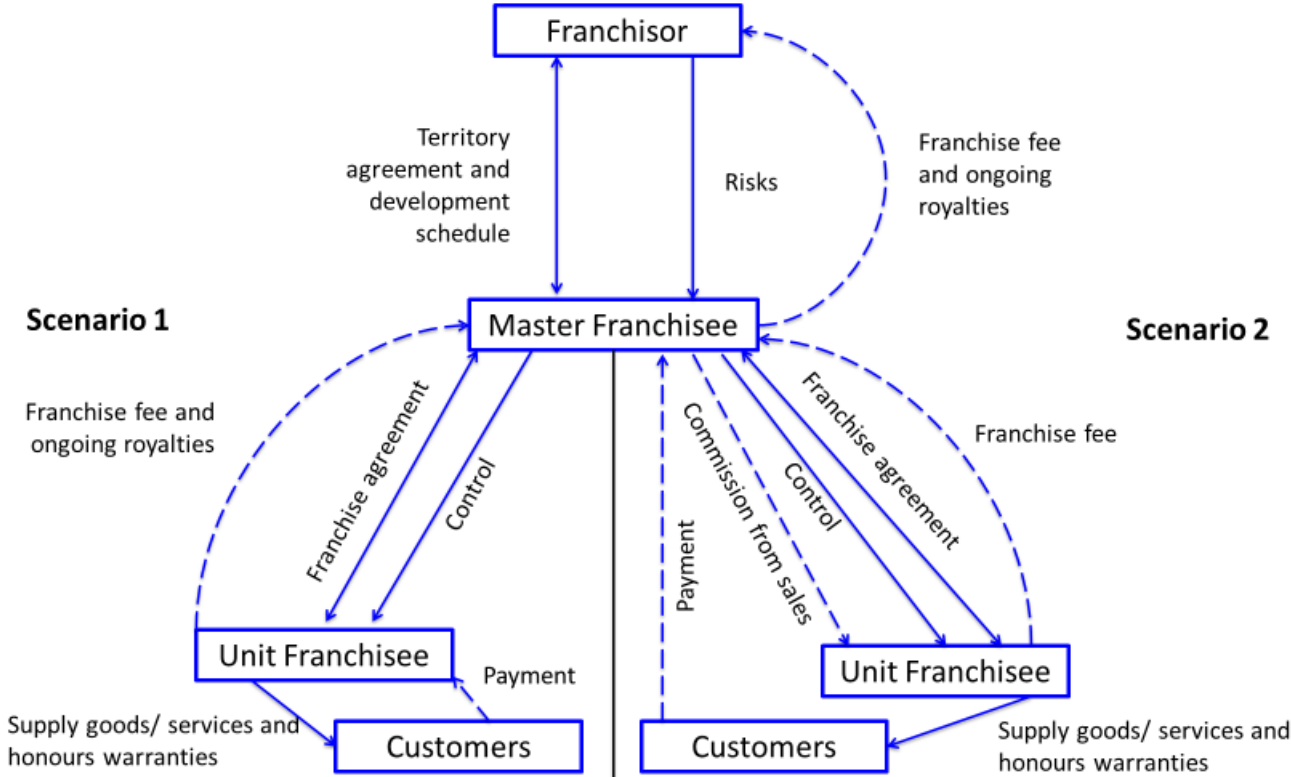 Franchisor
Territory
agreement and
development
schedule
Risks
Franchise fee
and ongoing
royalties
Scenario 1
Master Franchisee
Scenario 2
Franchise fee and
ongoing royalties
Franchise agreement
Control
Payment
Commission from sales
Control
Franchise agreement
Franchise fee
Unit Franchisee
Payment
Unit Franchisee
Supply goods/ services and
honours warranties
Customers
Customers
Supply goods/ services and
honours warranties